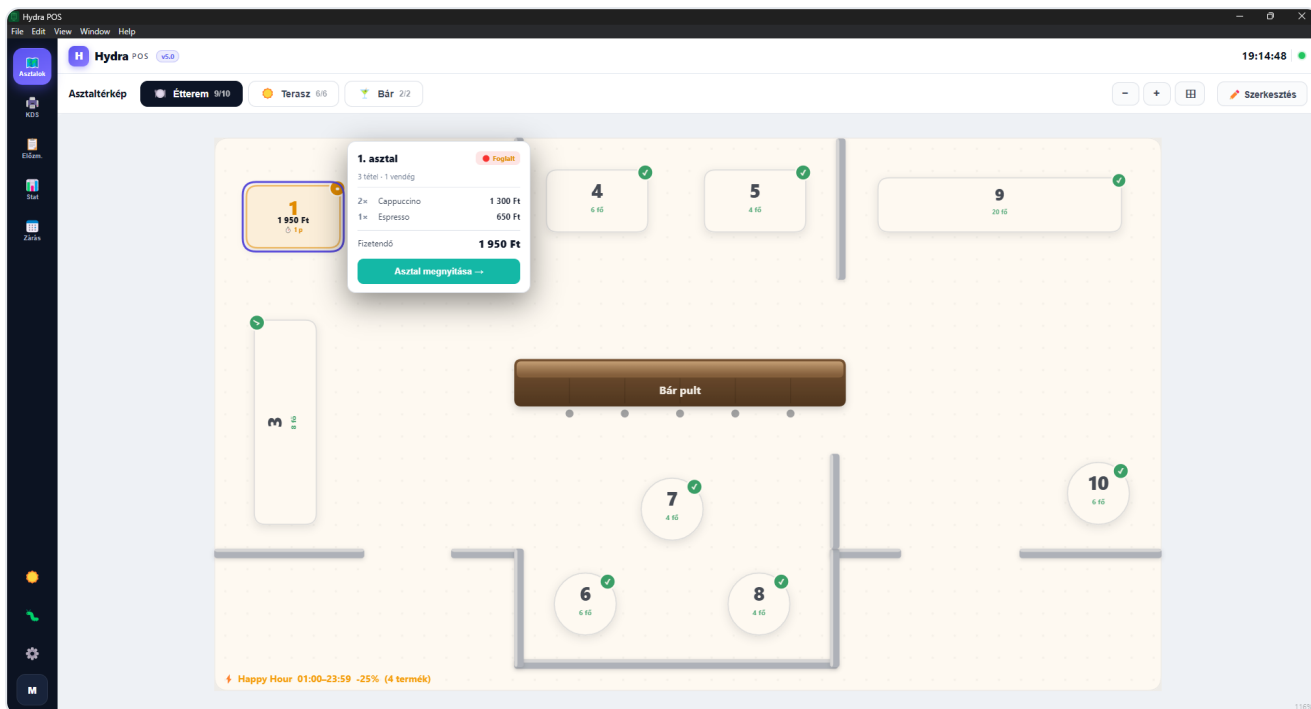 Hydra POS
File Edit View Window Help
Asztalok
KDS
Előzm.
Stat
Zárás
M
H Hydra POS v5.0
19:14:48
Asztaltérkép
Étterem 9/10
Terasz 6/6
Bár 2/2
− + Szerkesztés
1
1 950 Ft
1 p
1. asztal
Foglalt
3 tétel · 1 vendég
2× Cappuccino 1 300 Ft
1× Espresso 650 Ft
Fizetendő 1 950 Ft
Asztal megnyitása →
4
6 fő
5
4 fő
9
20 fő
3
8 fő
Bár pult
7
4 fő
10
6 fő
6
6 fő
8
4 fő
Happy Hour 01:00–23:59 -25% (4 termék)